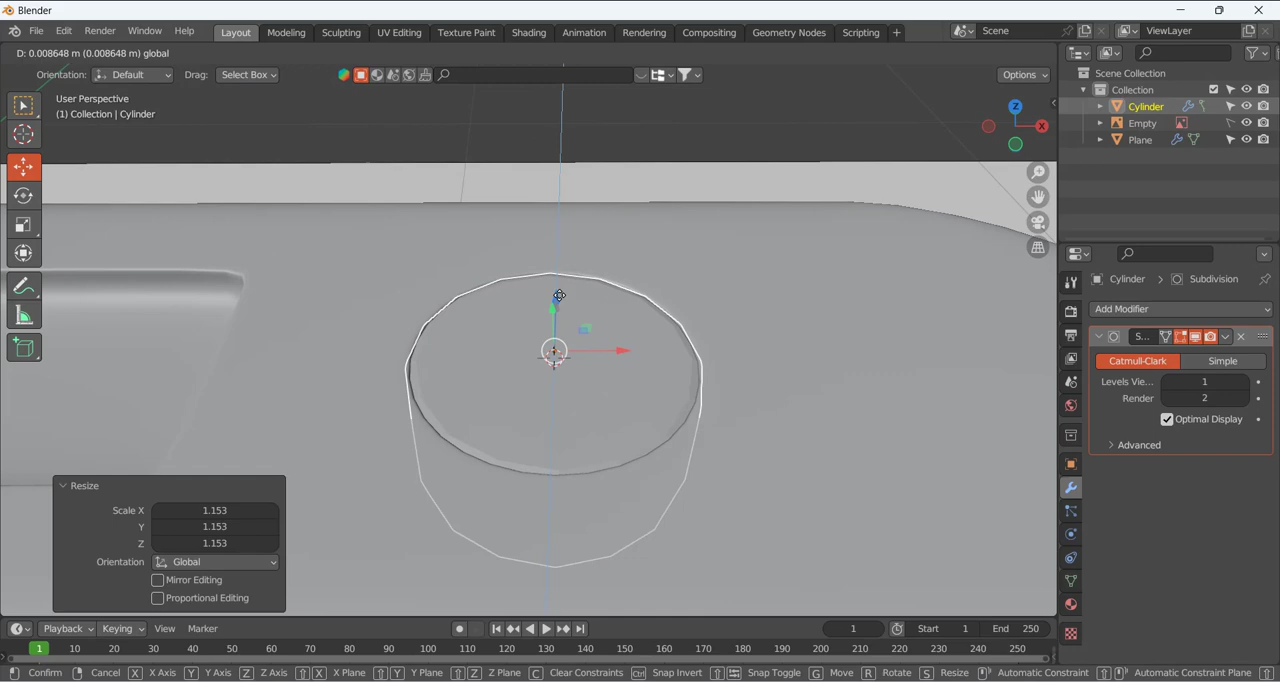 Blender
File Edit Render Window Help Layout Modeling Sculpting UV Editing Texture Paint Shading Animation Rendering Compositing Geometry Nodes Scripting + Scene ViewLayer
D: 0.008648 m (0.008648 m) global
Orientation: Default Drag: Select Box Options
User Perspective
(1) Collection | Cylinder
Z
X
Scene Collection
Collection
Cylinder
Empty
Plane
Cylinder > Subdivision
Add Modifier
S...
Catmull-Clark Simple
Levels Vie... 1
Render 2
Optimal Display
Advanced
Resize
Scale X 1.153
Y 1.153
Z 1.153
Orientation Global
Mirror Editing
Proportional Editing
Playback Keying View Marker 1 Start 1 End 250
1 10 20 30 40 50 60 70 80 90 100 110 120 130 140 150 160 170 180 190 200 210 220 230 240 250
Confirm Cancel X X Axis Y Y Axis Z Z Axis X X Plane Y Y Plane Z Z Plane C Clear Constraints Ctrl Snap Invert Snap Toggle G Move R Rotate S Resize Automatic Constraint Automatic Constraint Plane